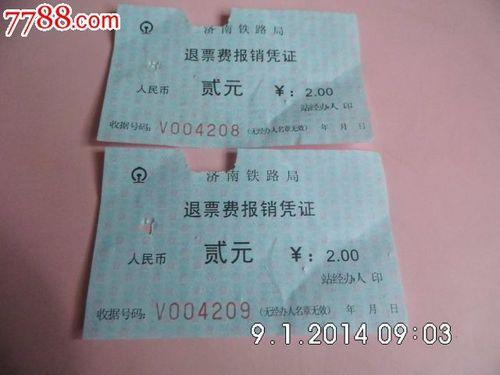 7788.com
济南铁路局
退票费报销凭证
人民币 贰元 ¥：2.00
站经办人 印
收据号码：V004208 （无经办人名章无效） 年 月 日
济南铁路局
退票费报销凭证
人民币 贰元 ¥：2.00
站经办人 印
收据号码：V004209 （无经办人名章无效） 年 月 日
9.1.2014 09:03